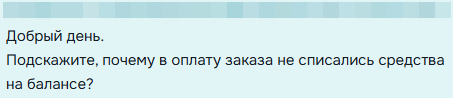 Добрый день.
Подскажите, почему в оплату заказа не списались средства
на балансе?